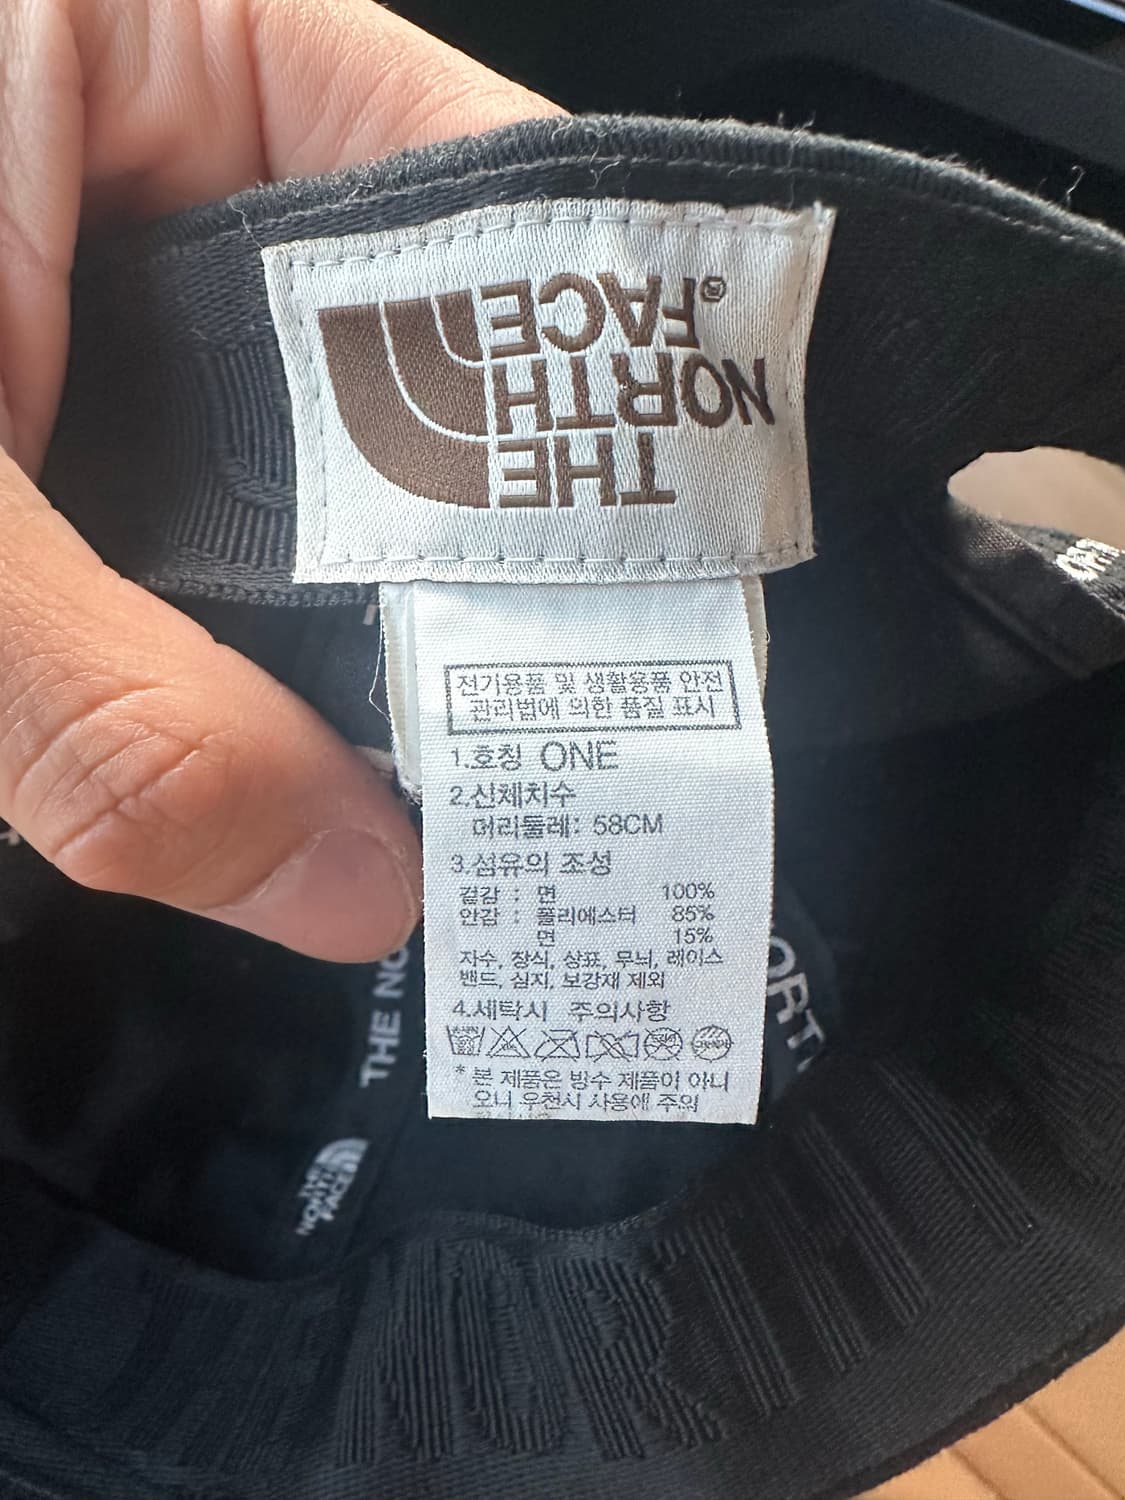 THE
NORTH
FACE®
전기용품 및 생활용품 안전
관리법에 의한 품질 표시
1.호칭 ONE
2.신체치수
머리둘레: 58CM
3.섬유의 조성
겉감 : 면 100%
안감 : 폴리에스터 85%
면 15%
자수, 장식, 상표, 무늬, 레이스
밴드, 심지, 보강재 제외
4.세탁시 주의사항
* 본 제품은 방수 제품이 아니
오니 우천시 사용에 주의
THE NO
THE
NORTH
FACE
ORT